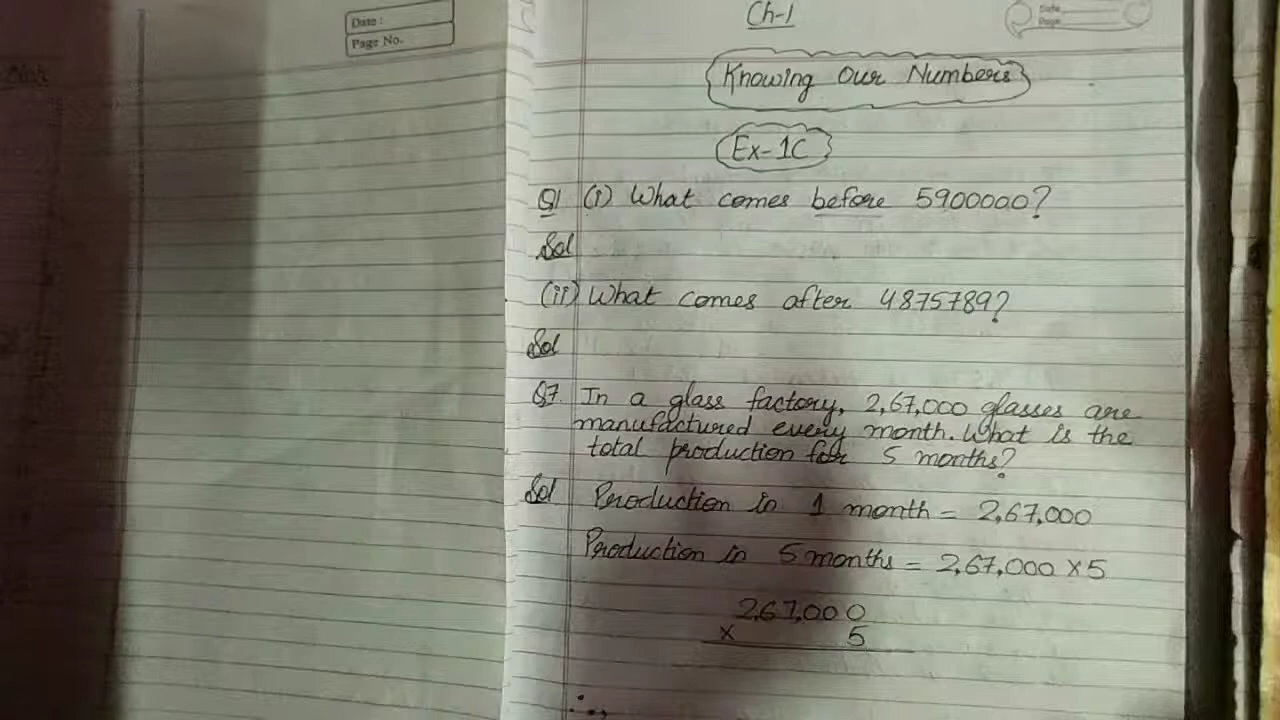 Date :
Page No.
Ch-1
Date
Page
Knowing Our Numbers
Ex-1C
Q1 (i) What comes before 5900000?
Sol
(ii) What comes after 4875789?
Sol
Q7. In a glass factory, 2,67,000 glasses are
manufactured every month. What is the
total production for 5 months?
Sol Production in 1 month = 2,67,000
Production in 5 months = 2,67,000 × 5
2,67,000
× 5
∴,